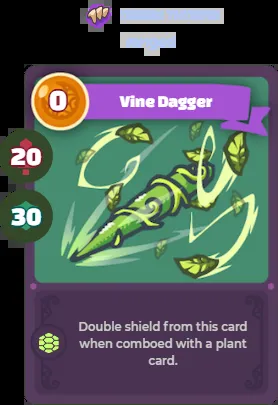 0
Vine Dagger
20
30
Double shield from this card
when comboed with a plant
card.